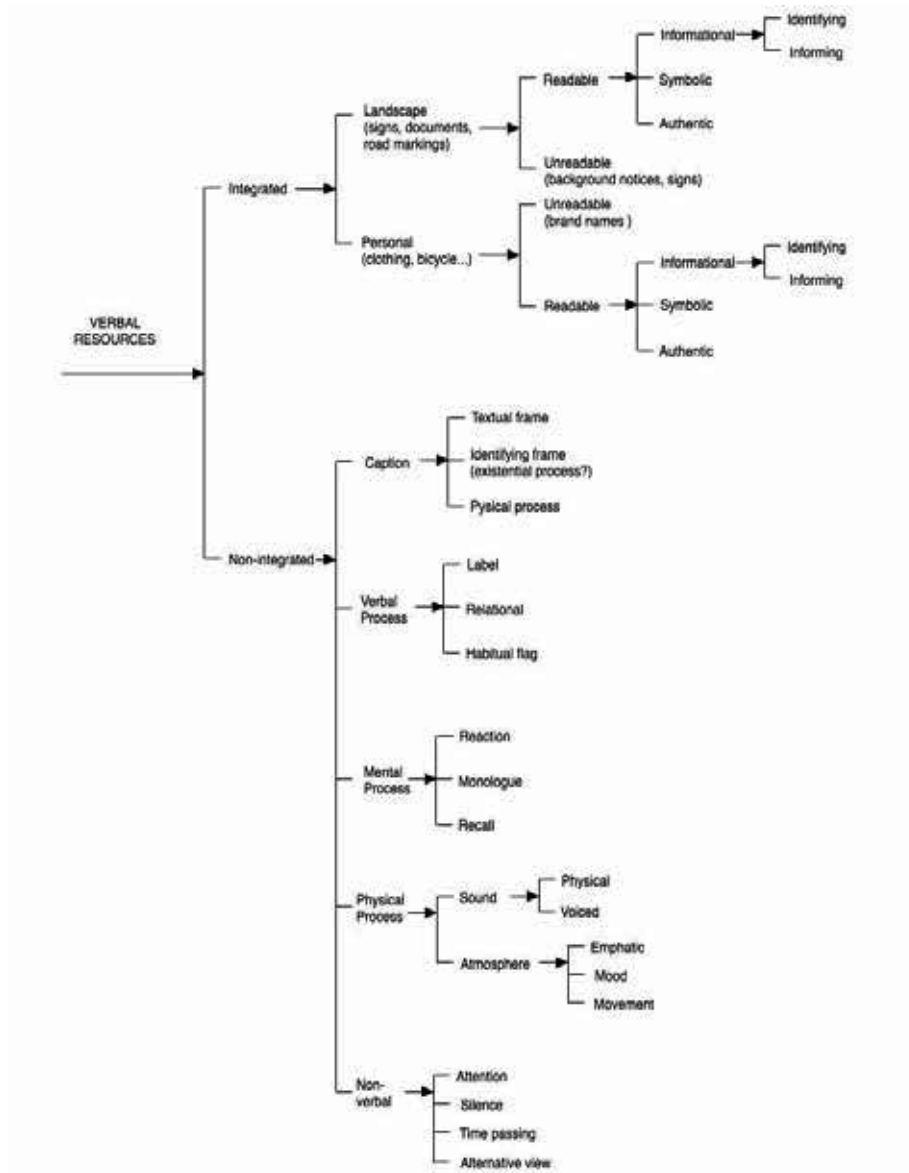 Identifying
Informational
Informing
Readable
Symbolic
Landscape
(signs, documents,
road markings)
Authentic
Unreadable
(background notices, signs)
Integrated
Unreadable
(brand names )
Personal
(clothing, bicycle...)
Identifying
Informational
Informing
Readable
Symbolic
VERBAL
RESOURCES
Authentic
Textual frame
Caption
Identifying frame
(existential process?)
Pysical process
Non-integrated
Label
Verbal
Process
Relational
Habitual flag
Reaction
Mental
Process
Monologue
Recall
Physical
Physical
Process
Sound
Voiced
Emphatic
Atmosphere
Mood
Movement
Attention
Non-
verbal
Silence
Time passing
Alternative view